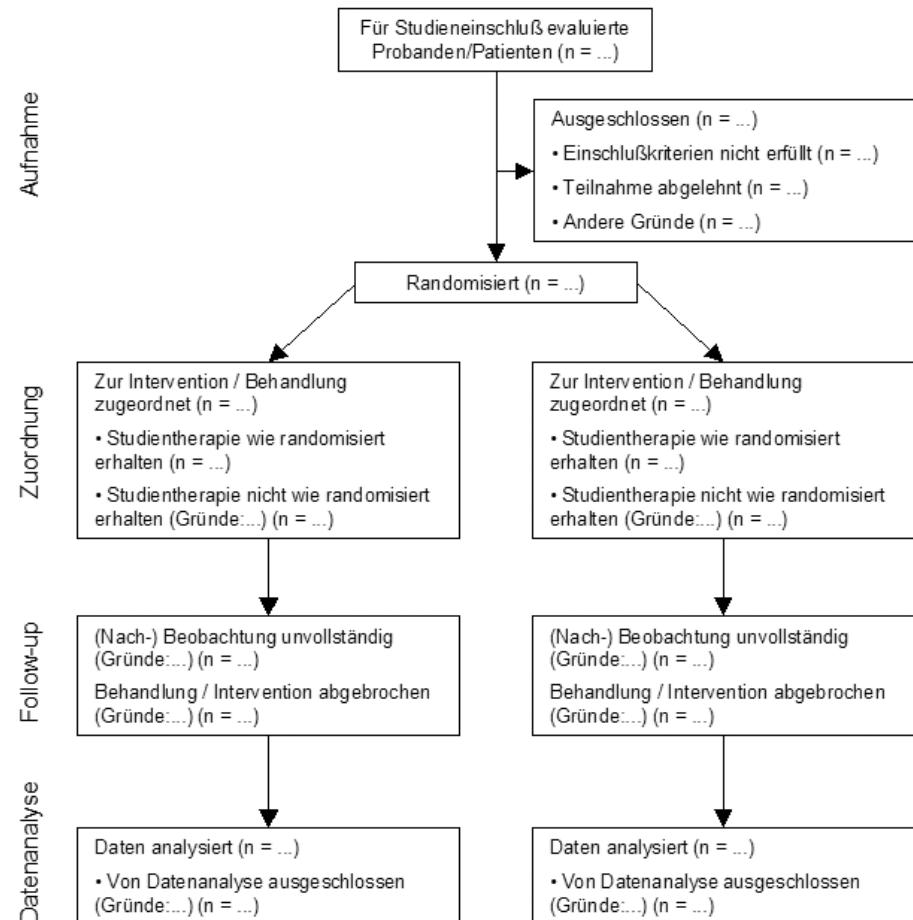 Für Studieneinschluß evaluierte
Probanden/Patienten (n = ...)
Aufnahme
Ausgeschlossen (n = ...)
• Einschlußkriterien nicht erfüllt (n = ...)
• Teilnahme abgelehnt (n = ...)
• Andere Gründe (n = ...)
Randomisiert (n = ...)
Zuordnung
Zur Intervention / Behandlung
zugeordnet (n = ...)
• Studientherapie wie randomisiert
erhalten (n = ...)
• Studientherapie nicht wie randomisiert
erhalten (Gründe:...) (n = ...)
Zur Intervention / Behandlung
zugeordnet (n = ...)
• Studientherapie wie randomisiert
erhalten (n = ...)
• Studientherapie nicht wie randomisiert
erhalten (Gründe:...) (n = ...)
Follow-up
(Nach-) Beobachtung unvollständig
(Gründe:...) (n = ...)
Behandlung / Intervention abgebrochen
(Gründe:...) (n = ...)
(Nach-) Beobachtung unvollständig
(Gründe:...) (n = ...)
Behandlung / Intervention abgebrochen
(Gründe:...) (n = ...)
Datenanalyse
Daten analysiert (n = ...)
• Von Datenanalyse ausgeschlossen
(Gründe:...) (n = ...)
Daten analysiert (n = ...)
• Von Datenanalyse ausgeschlossen
(Gründe:...) (n = ...)